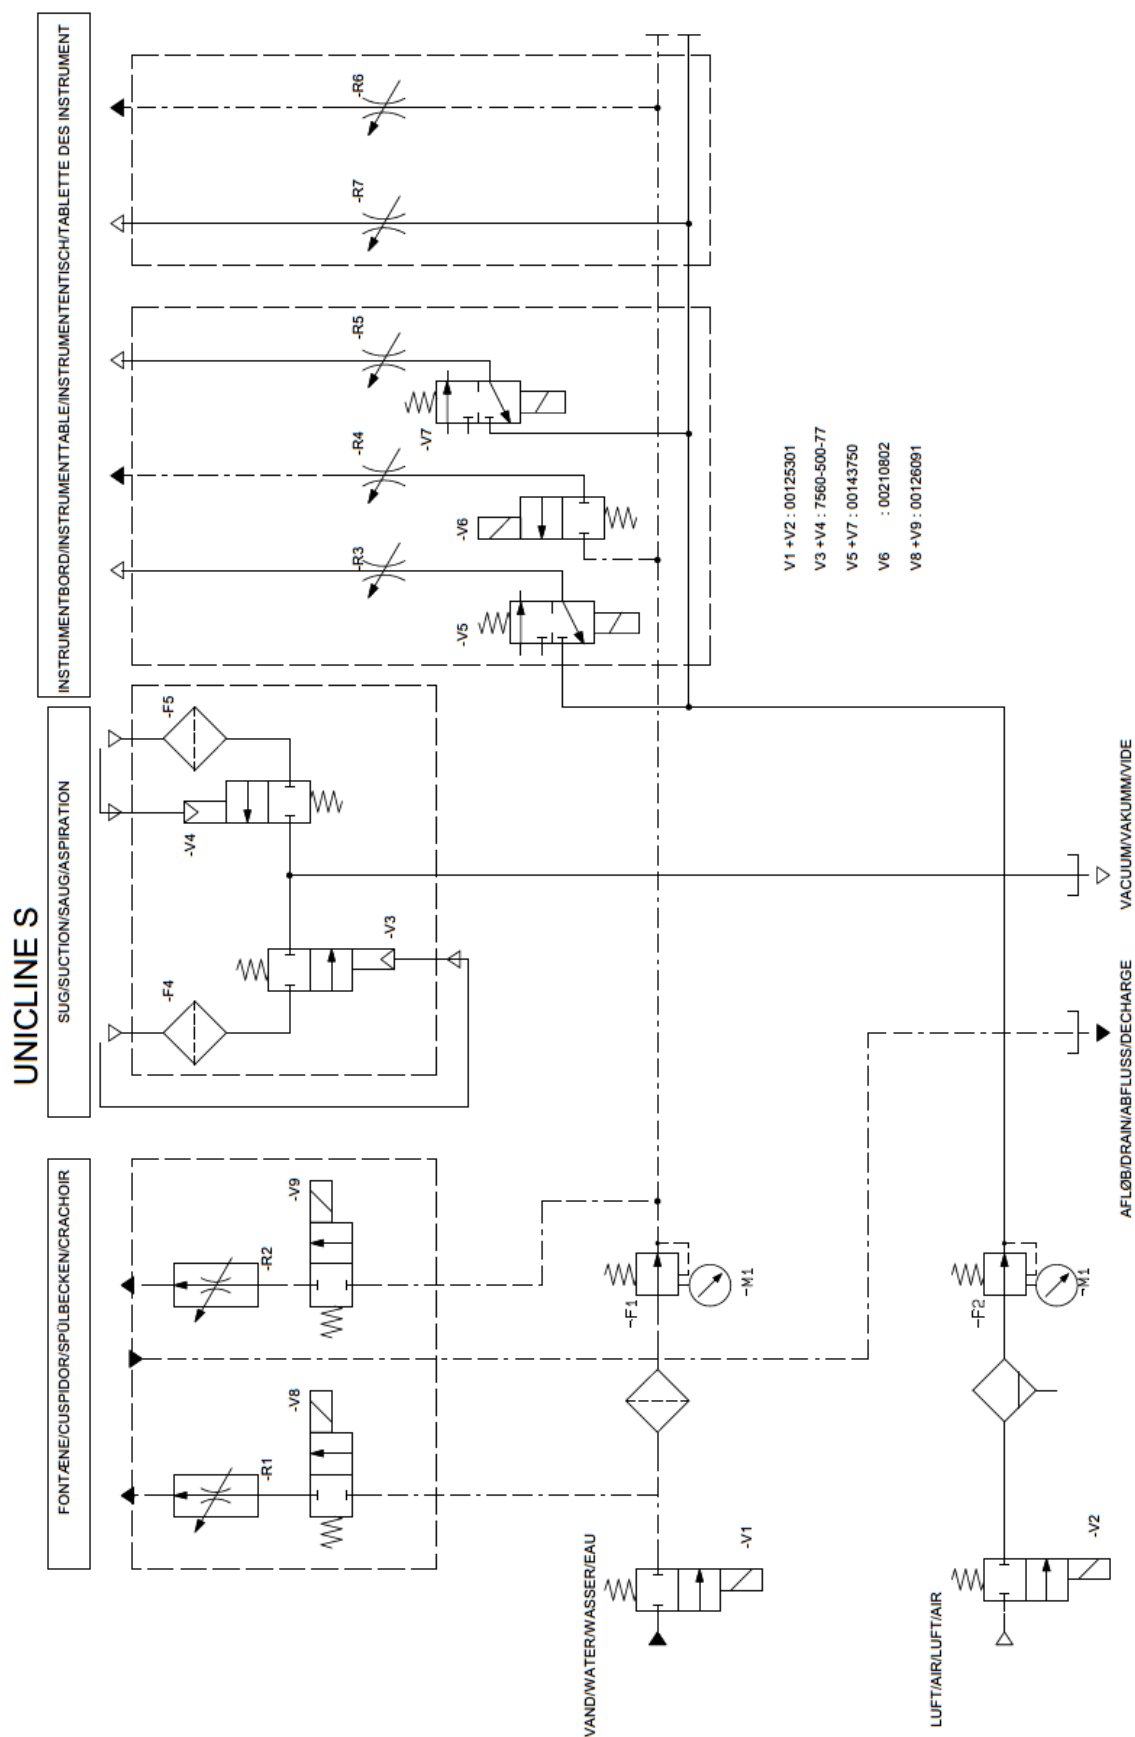 UNICLINE S
FONTÆNE/CUSPIDOR/SPÜLBECKEN/CRACHOIR
SUG/SUCTION/SAUG/ASPIRATION
INSTRUMENTBORD/INSTRUMENTTABLE/INSTRUMENTENTISCH/TABLETTE DES INSTRUMENT
-R1
-V8
-R2
-V9
-F4
-V3
-V4
-F5
-R3
-V5
-R4
-V6
-R5
-V7
-R7
-R6
VAND/WATER/WASSER/EAU
-V1
-F1
-M1
LUFT/AIR/LUFT/AIR
-V2
-F2
-M1
AFLØB/DRAIN/ABFLUSS/DECHARGE
VACUUM/VAKUMM/VIDE
V1 +V2 : 00125301
V3 +V4 : 7560-500-77
V5 +V7 : 00143750
V6 : 00210802
V8 +V9 : 00126091